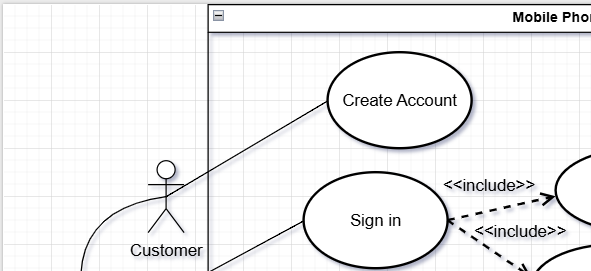 Mobile Pho
Create Account
<<include>>
Sign in
<<include>>
Customer